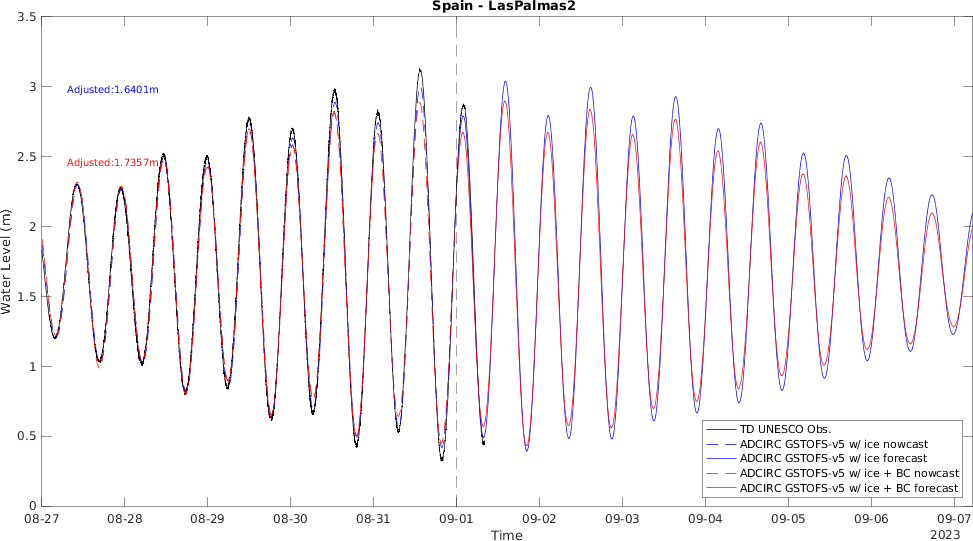 Spain - LasPalmas2
3.5
3
2.5
2
1.5
1
0.5
0
Water Level (m)
Adjusted:1.6401m
Adjusted:1.7357m
TD UNESCO Obs.
ADCIRC GSTOFS-v5 w/ ice nowcast
ADCIRC GSTOFS-v5 w/ ice forecast
ADCIRC GSTOFS-v5 w/ ice + BC nowcast
ADCIRC GSTOFS-v5 w/ ice + BC forecast
08-27 08-28 08-29 08-30 08-31 09-01 09-02 09-03 09-04 09-05 09-06 09-07
Time
2023